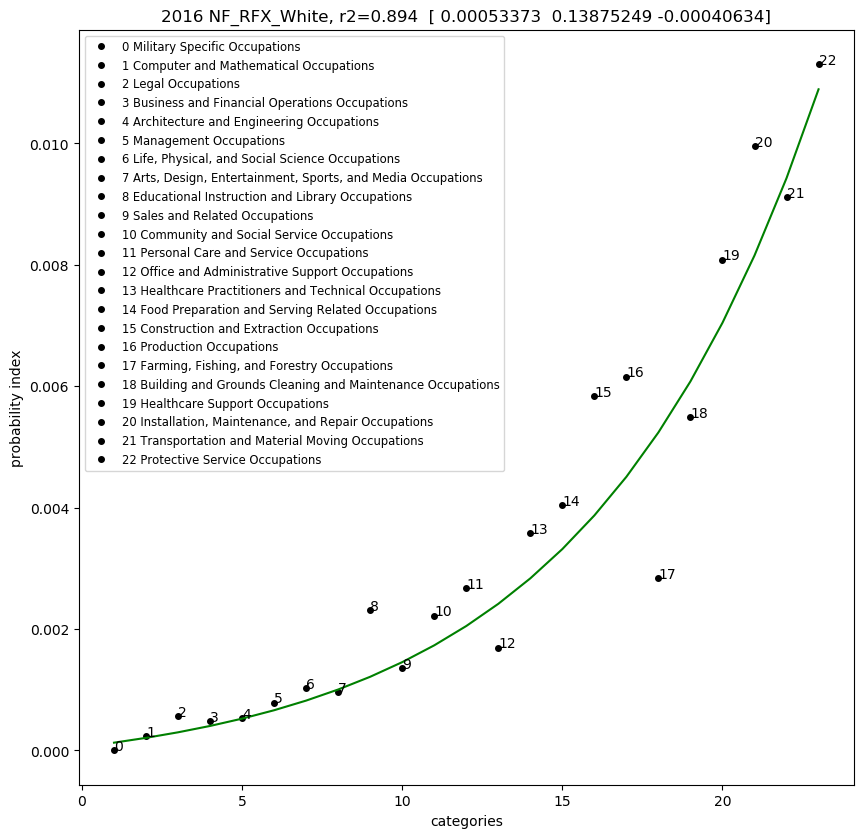 2016 NF_RFX_White, r2=0.894 [ 0.00053373 0.13875249 -0.00040634]
0 Military Specific Occupations
1 Computer and Mathematical Occupations
2 Legal Occupations
3 Business and Financial Operations Occupations
4 Architecture and Engineering Occupations
5 Management Occupations
6 Life, Physical, and Social Science Occupations
7 Arts, Design, Entertainment, Sports, and Media Occupations
8 Educational Instruction and Library Occupations
9 Sales and Related Occupations
10 Community and Social Service Occupations
11 Personal Care and Service Occupations
12 Office and Administrative Support Occupations
13 Healthcare Practitioners and Technical Occupations
14 Food Preparation and Serving Related Occupations
15 Construction and Extraction Occupations
16 Production Occupations
17 Farming, Fishing, and Forestry Occupations
18 Building and Grounds Cleaning and Maintenance Occupations
19 Healthcare Support Occupations
20 Installation, Maintenance, and Repair Occupations
21 Transportation and Material Moving Occupations
22 Protective Service Occupations
probability index
0.010
0.008
0.006
0.004
0.002
0.000
0
1
2
3
4
5
6
7
8
9
10
11
12
13
14
15
16
17
18
19
20
21
22
0 5 10 15 20
categories